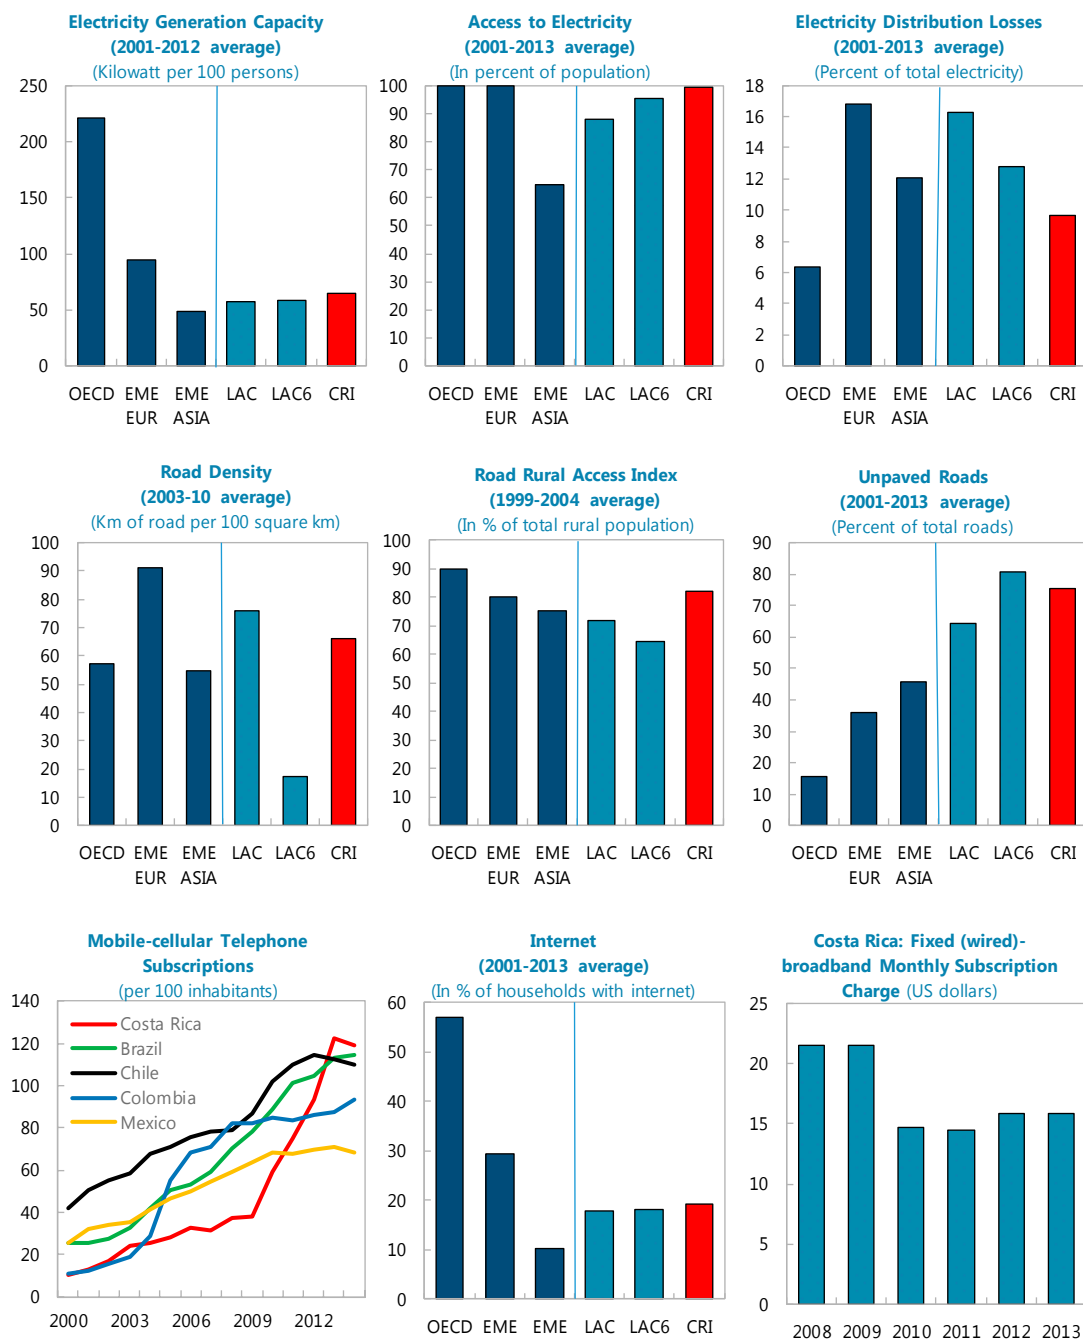 Electricity Generation Capacity
(2001-2012 average)
(Kilowatt per 100 persons)
250
200
150
100
50
0
OECD EME LAC LAC6 CRI
EUR ASIA
Access to Electricity
(2001-2013 average)
(In percent of population)
100
90
80
70
60
50
40
30
20
10
0
OECD EME EME LAC LAC6 CRI
EUR ASIA
Electricity Distribution Losses
(2001-2013 average)
(Percent of total electricity)
18
16
14
12
10
8
6
4
2
0
OECD EME EME LAC LAC6 CRI
EUR ASIA
Road Density
(2003-10 average)
(Km of road per 100 square km)
100
90
80
70
60
50
40
30
20
10
0
OECD EME EME LAC LAC6 CRI
EUR ASIA
Road Rural Access Index
(1999-2004 average)
(In % of total rural population)
100
90
80
70
60
50
40
30
20
10
0
OECD EME EME LAC LAC6 CRI
EUR ASIA
Unpaved Roads
(2001-2013 average)
(Percent of total roads)
90
80
70
60
50
40
30
20
10
0
OECD EME EME LAC LAC6 CRI
EUR ASIA
Mobile-cellular Telephone
Subscriptions
(per 100 inhabitants)
140
120
100
80
60
40
20
0
Costa Rica
Brazil
Chile
Colombia
Mexico
2000 2003 2006 2009 2012
Internet
(2001-2013 average)
(In % of households with internet)
60
50
40
30
20
10
0
OECD EME EME LAC LAC6 CRI
Costa Rica: Fixed (wired)-
broadband Monthly Subscription
Charge (US dollars)
25
20
15
10
5
0
2008 2009 2010 2011 2012 2013